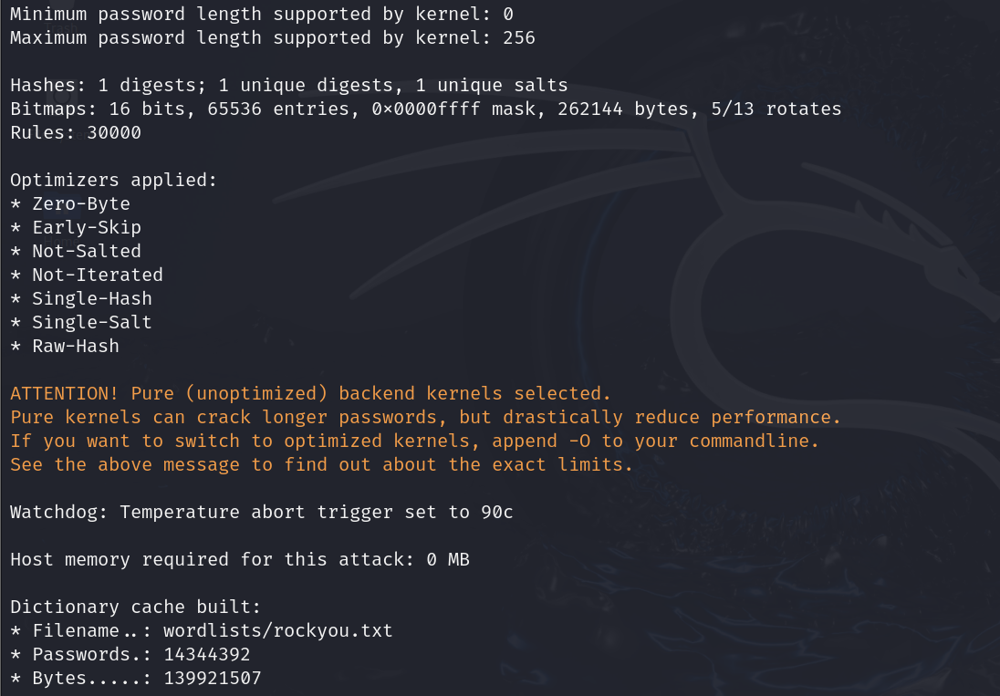 Minimum password length supported by kernel: 0
Maximum password length supported by kernel: 256
Hashes: 1 digests; 1 unique digests, 1 unique salts
Bitmaps: 16 bits, 65536 entries, 0x0000ffff mask, 262144 bytes, 5/13 rotates
Rules: 30000
Optimizers applied:
* Zero-Byte
* Early-Skip
* Not-Salted
* Not-Iterated
* Single-Hash
* Single-Salt
* Raw-Hash
ATTENTION! Pure (unoptimized) backend kernels selected.
Pure kernels can crack longer passwords, but drastically reduce performance.
If you want to switch to optimized kernels, append -O to your commandline.
See the above message to find out about the exact limits.
Watchdog: Temperature abort trigger set to 90c
Host memory required for this attack: 0 MB
Dictionary cache built:
* Filename..: wordlists/rockyou.txt
* Passwords.: 14344392
* Bytes.....: 139921507